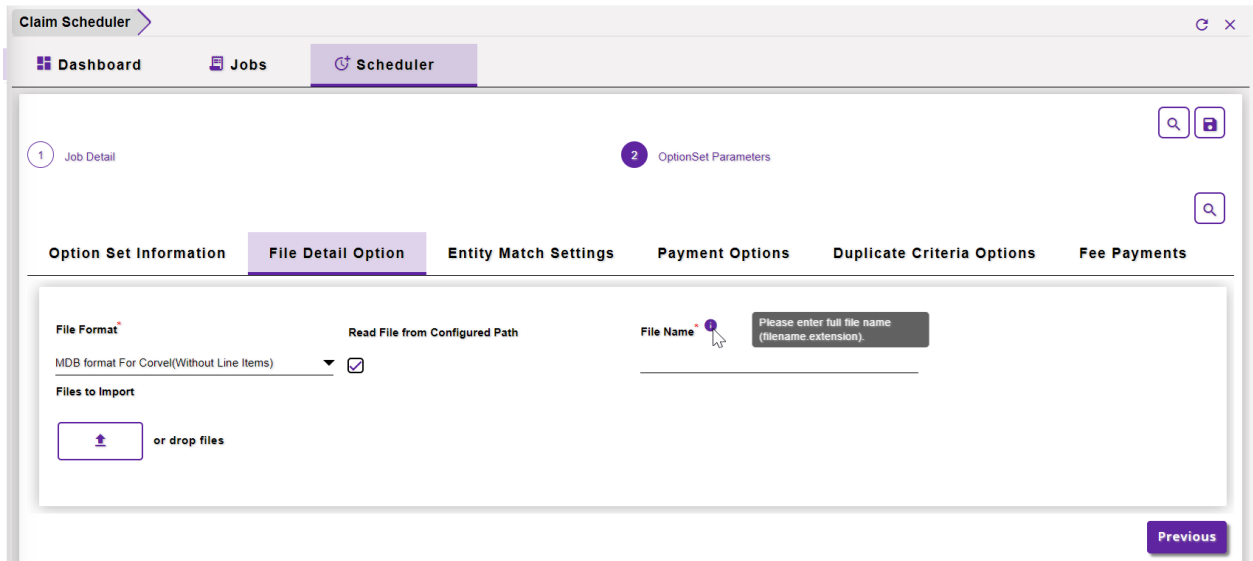 Claim Scheduler
Dashboard Jobs Scheduler
1 Job Detail 2 OptionSet Parameters
Option Set Information File Detail Option Entity Match Settings Payment Options Duplicate Criteria Options Fee Payments
File Format* Read File from Configured Path File Name* i Please enter full file name
(filename.extension).
MDB format For Corvel(Without Line Items)
Files to Import
or drop files
Previous